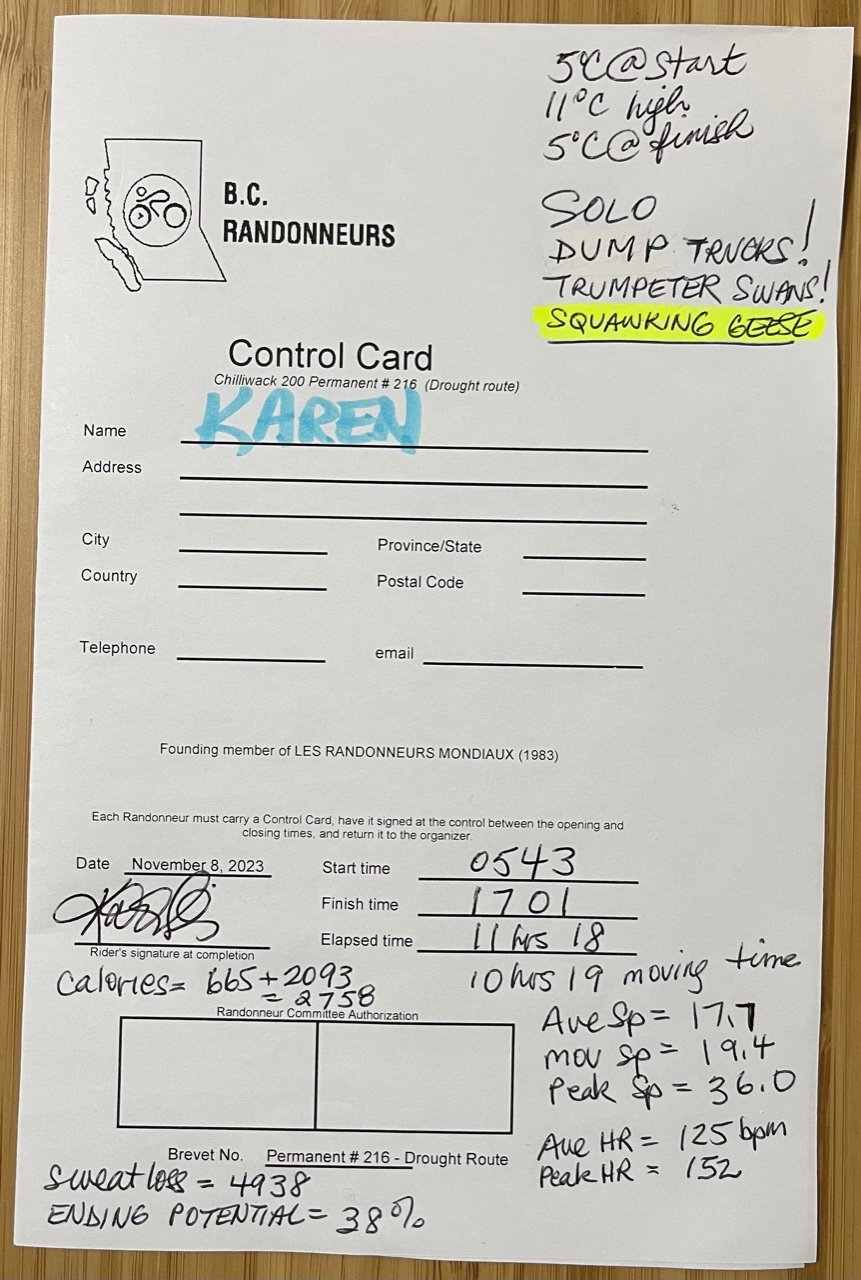 5°C@start
11°C high
5°C@finish
SOLO
DUMP TRUCKS!
TRUMPETER SWANS!
SQUAWKING GEESE
B.C.
RANDONNEURS
Control Card
Chilliwack 200 Permanent # 216 (Drought route)
Name KAREN
Address
City Province/State
Country Postal Code
Telephone email
Founding member of LES RANDONNEURS MONDIAUX (1983)
Each Randonneur must carry a Control Card, have it signed at the control between the opening and
closing times, and return it to the organizer.
Date November 8, 2023 Start time 0543
Finish time 1701
Elapsed time 11 hrs 18
Rider's signature at completion
10 hrs 19 moving time
Calories= 665+2093
= 2758
Randonneur Committee Authorization
Ave Sp = 17.7
mov sp = 19.4
Peak Sp = 36.0
Ave HR = 125 bpm
Peak HR = 152
Brevet No. Permanent # 216 - Drought Route
Sweat loss = 4938
ENDING POTENTIAL = 38%